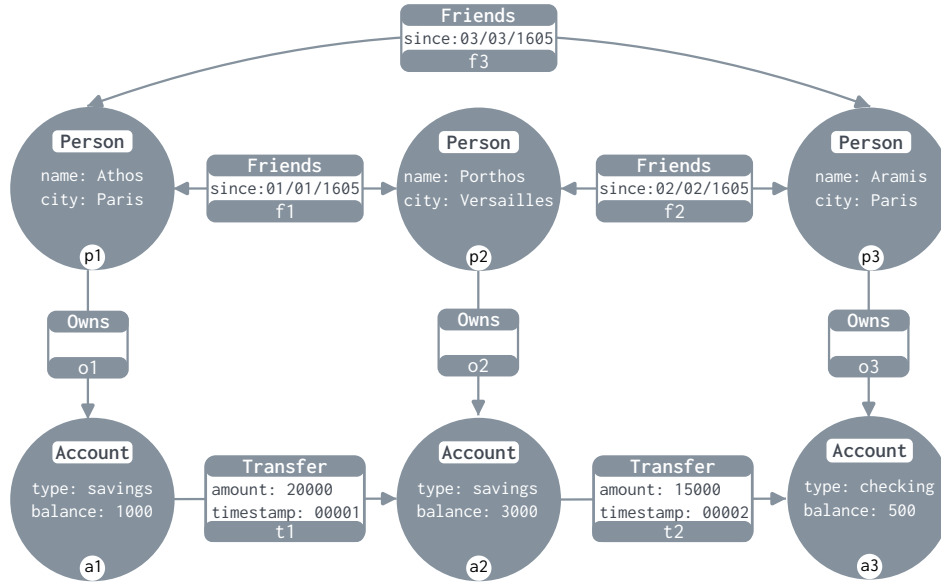 Friends
since:03/03/1605
f3
Person
name: Athos
city: Paris
p1
Friends
since:01/01/1605
f1
Person
name: Porthos
city: Versailles
p2
Friends
since:02/02/1605
f2
Person
name: Aramis
city: Paris
p3
Owns
o1
Owns
o2
Owns
o3
Account
type: savings
balance: 1000
a1
Transfer
amount: 20000
timestamp: 00001
t1
Account
type: savings
balance: 3000
a2
Transfer
amount: 15000
timestamp: 00002
t2
Account
type: checking
balance: 500
a3